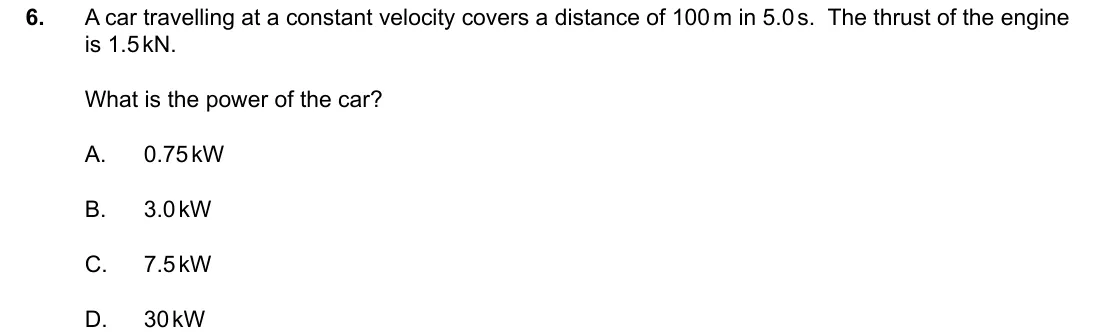 6. A car travelling at a constant velocity covers a distance of 100 m in 5.0 s. The thrust of the engine
is 1.5 kN.
What is the power of the car?
A. 0.75 kW
B. 3.0 kW
C. 7.5 kW
D. 30 kW